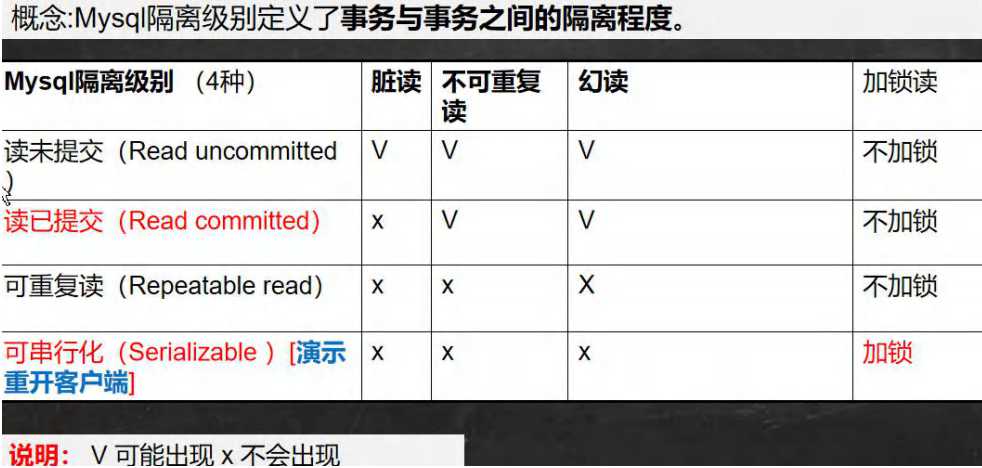 概念:Mysql隔离级别定义了事务与事务之间的隔离程度。
Mysql隔离级别 （4种） 脏读 不可重复读 幻读 加锁读
读未提交（Read uncommitted） V V V 不加锁
读已提交（Read committed） x V V 不加锁
可重复读（Repeatable read） x x X 不加锁
可串行化（Serializable ）[演示重开客户端] x x x 加锁
说明： V 可能出现 x 不会出现